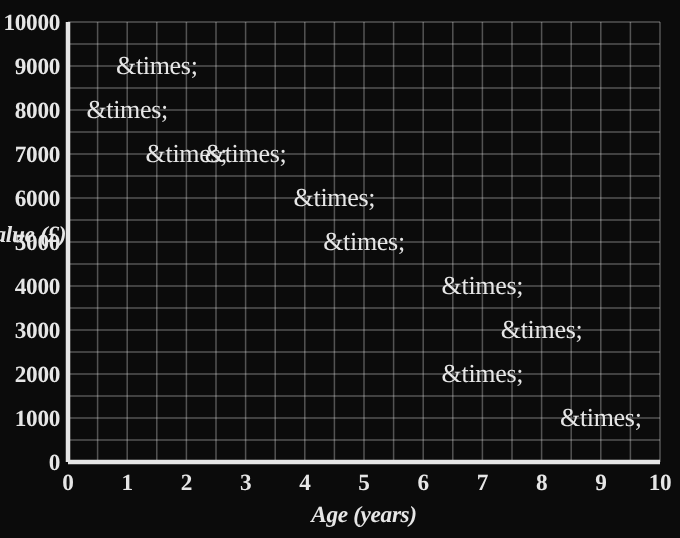 10000
9000 &times;
8000 &times;
7000 &times; &times;
6000 &times;
alue (£)
5000 &times;
4000 &times;
3000 &times;
2000 &times;
1000 &times;
0
0 1 2 3 4 5 6 7 8 9 10
Age (years)